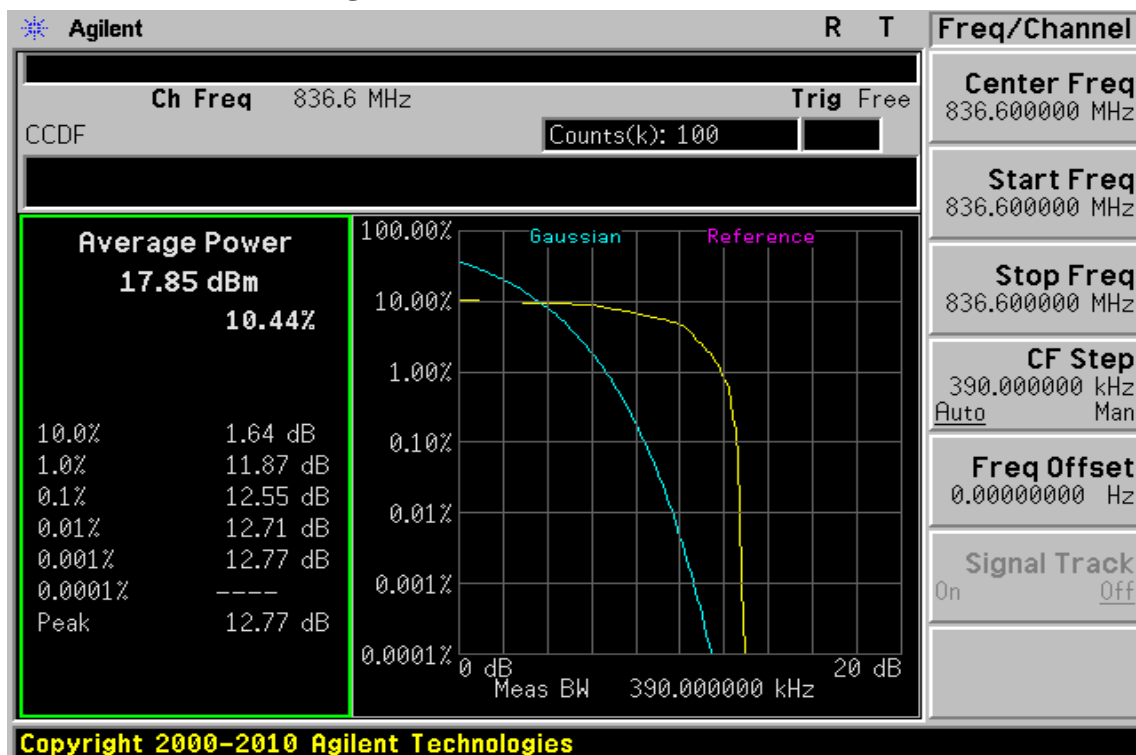 Agilent
R T
Freq/Channel
Ch Freq 836.6 MHz
Trig Free
CCDF
Counts(k): 100
Average Power
17.85 dBm
10.44%
10.0% 1.64 dB
1.0% 11.87 dB
0.1% 12.55 dB
0.01% 12.71 dB
0.001% 12.77 dB
0.0001% ----
Peak 12.77 dB
Gaussian
Reference
100.00%
10.00%
1.00%
0.10%
0.01%
0.001%
0.0001%
0 dB
20 dB
Meas BW 390.000000 kHz
Center Freq
836.600000 MHz
Start Freq
836.600000 MHz
Stop Freq
836.600000 MHz
CF Step
390.000000 kHz
Auto Man
Freq Offset
0.00000000 Hz
Signal Track
On Off
Copyright 2000-2010 Agilent Technologies